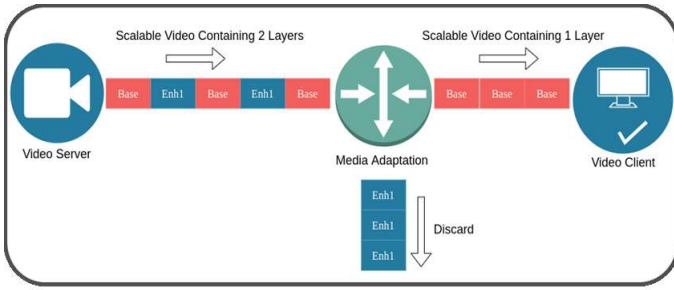 Scalable Video Containing 2 Layers
Scalable Video Containing 1 Layer
Base Enh1 Base Enh1 Base
Base Base Base
Video Server
Media Adaptation
Video Client
Enh1
Enh1
Enh1
Discard